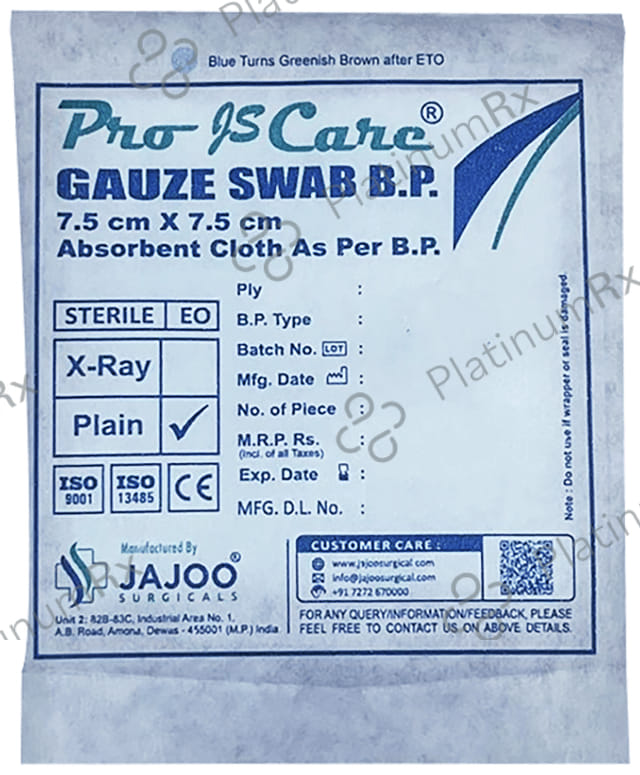 Blue Turns Greenish Brown after ETO
Pro JS Care®
GAUZE SWAB B.P.
7.5 cm X 7.5 cm
Absorbent Cloth As Per B.P.
STERILE EO
X-Ray
Plain ✓
ISO 9001
ISO 13485
CE
Ply :
B.P. Type :
Batch No. LOT :
Mfg. Date :
No. of Piece :
M.R.P. Rs. :
(Incl. of all Taxes)
Exp. Date :
MFG. D.L. No. :
Note : Do not use if wrapper or seal is damaged.
Manufactured By
JAJOO®
SURGICALS
Unit 2: 82B-83C, Industrial Area No. 1,
A.B. Road, Amona, Dewas - 455001 (M.P.) India
CUSTOMER CARE :
www.jajoosurgical.com
info@jajoosurgical.com
+91 7272 670000
FOR ANY QUERY/INFORMATION/FEEDBACK, PLEASE
FEEL FREE TO CONTACT US ON ABOVE DETAILS.
PlatinumRx
PlatinumRx
PlatinumRx